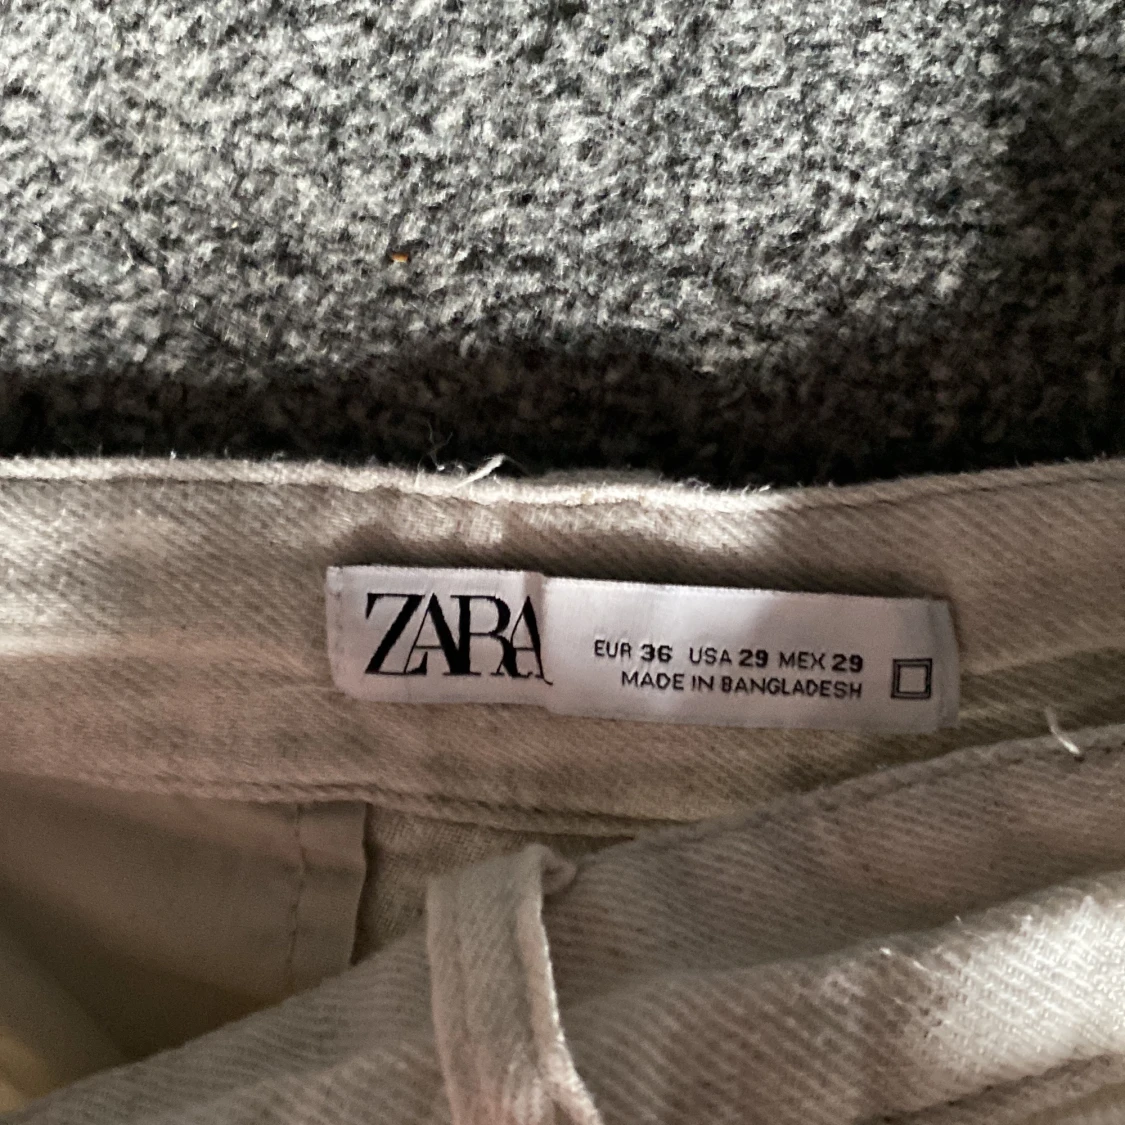 ZARA
EUR 36 USA 29 MEX 29
MADE IN BANGLADESH